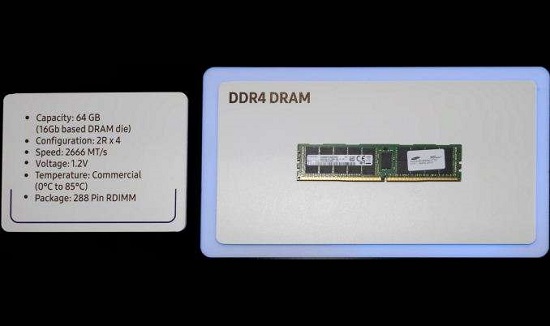 • Capacity: 64 GB
(16Gb based DRAM die)
• Configuration: 2R x 4
• Speed: 2666 MT/s
• Voltage: 1.2V
• Temperature: Commercial
(0°C to 85°C)
• Package: 288 Pin RDIMM
DDR4 DRAM